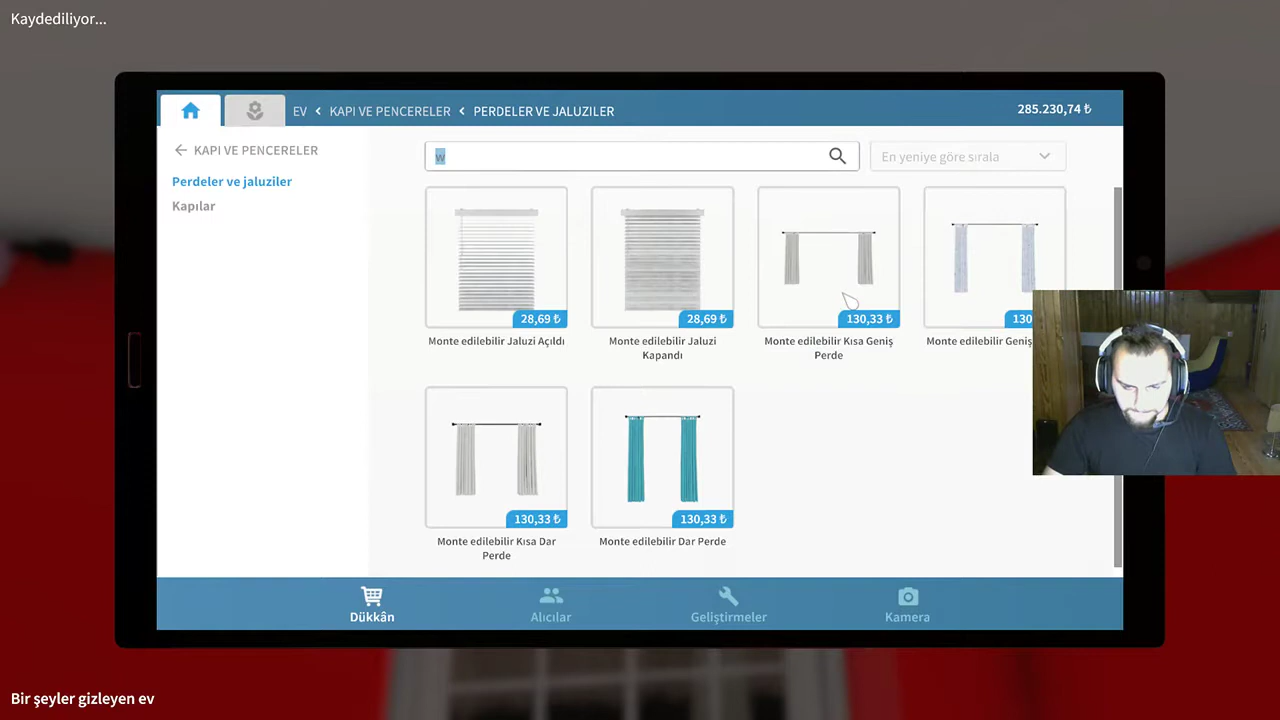 Kaydediliyor...
EV < KAPI VE PENCERELER < PERDELER VE JALUZILER
285.230,74 ₺
← KAPI VE PENCERELER
w
En yeniye göre sırala
Perdeler ve jaluziler
Kapılar
28,69 ₺
28,69 ₺
130,33 ₺
130
Monte edilebilir Jaluzi Açıldı
Monte edilebilir Jaluzi
Kapandı
Monte edilebilir Kısa Geniş
Perde
Monte edilebilir Geniş
130,33 ₺
130,33 ₺
Monte edilebilir Kısa Dar
Perde
Monte edilebilir Dar Perde
Dükkân
Alıcılar
Geliştirmeler
Kamera
Bir şeyler gizleyen ev